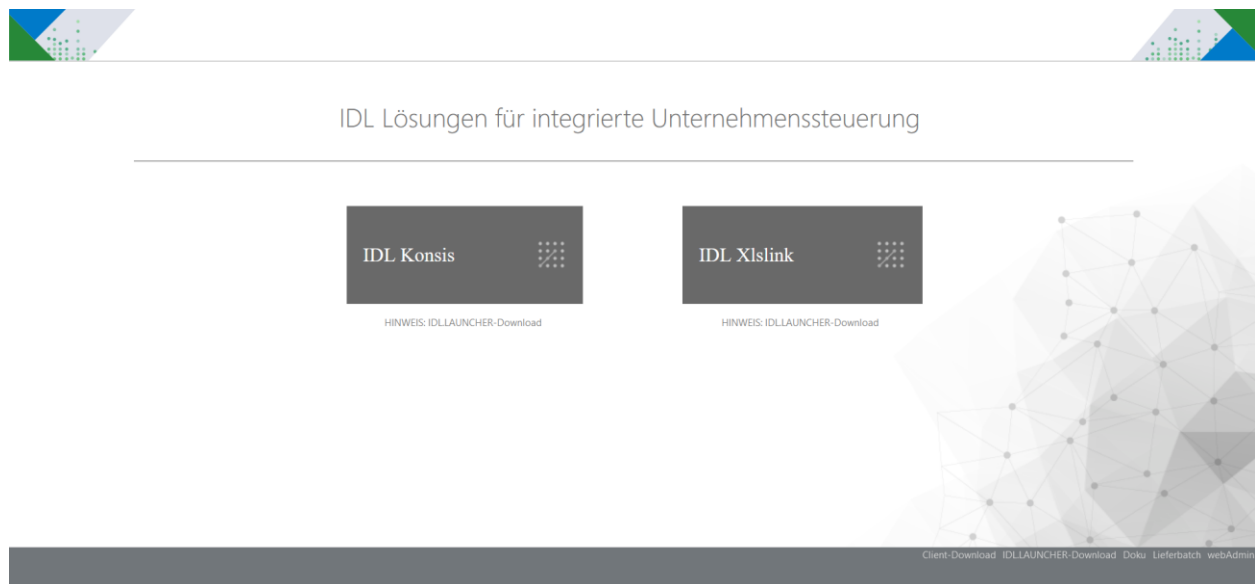 IDL Lösungen für integrierte Unternehmenssteuerung
IDL Konsis
IDL Xlslink
HINWEIS: IDL.LAUNCHER-Download
HINWEIS: IDL.LAUNCHER-Download
Client-Download IDL.LAUNCHER-Download Doku Lieferbatch webAdmin